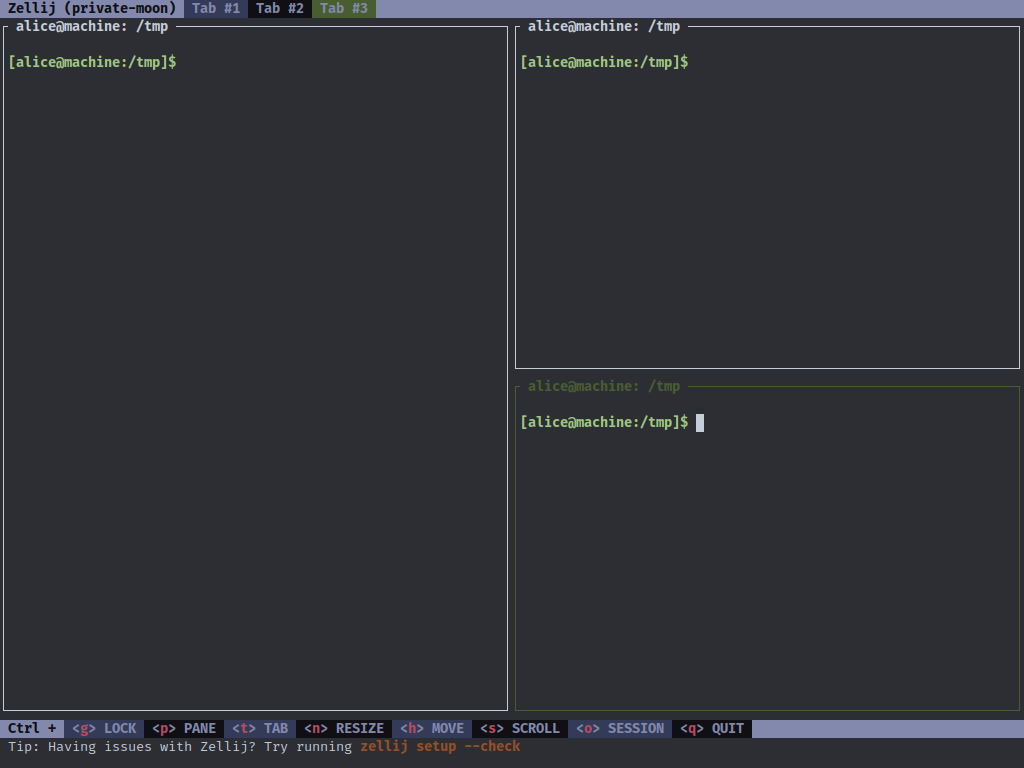 Zellij (private-moon) Tab #1 Tab #2 Tab #3
alice@machine: /tmp
[alice@machine:/tmp]$
alice@machine: /tmp
[alice@machine:/tmp]$
alice@machine: /tmp
[alice@machine:/tmp]$
Ctrl + <g> LOCK <p> PANE <t> TAB <n> RESIZE <h> MOVE <s> SCROLL <o> SESSION <q> QUIT
Tip: Having issues with Zellij? Try running zellij setup --check